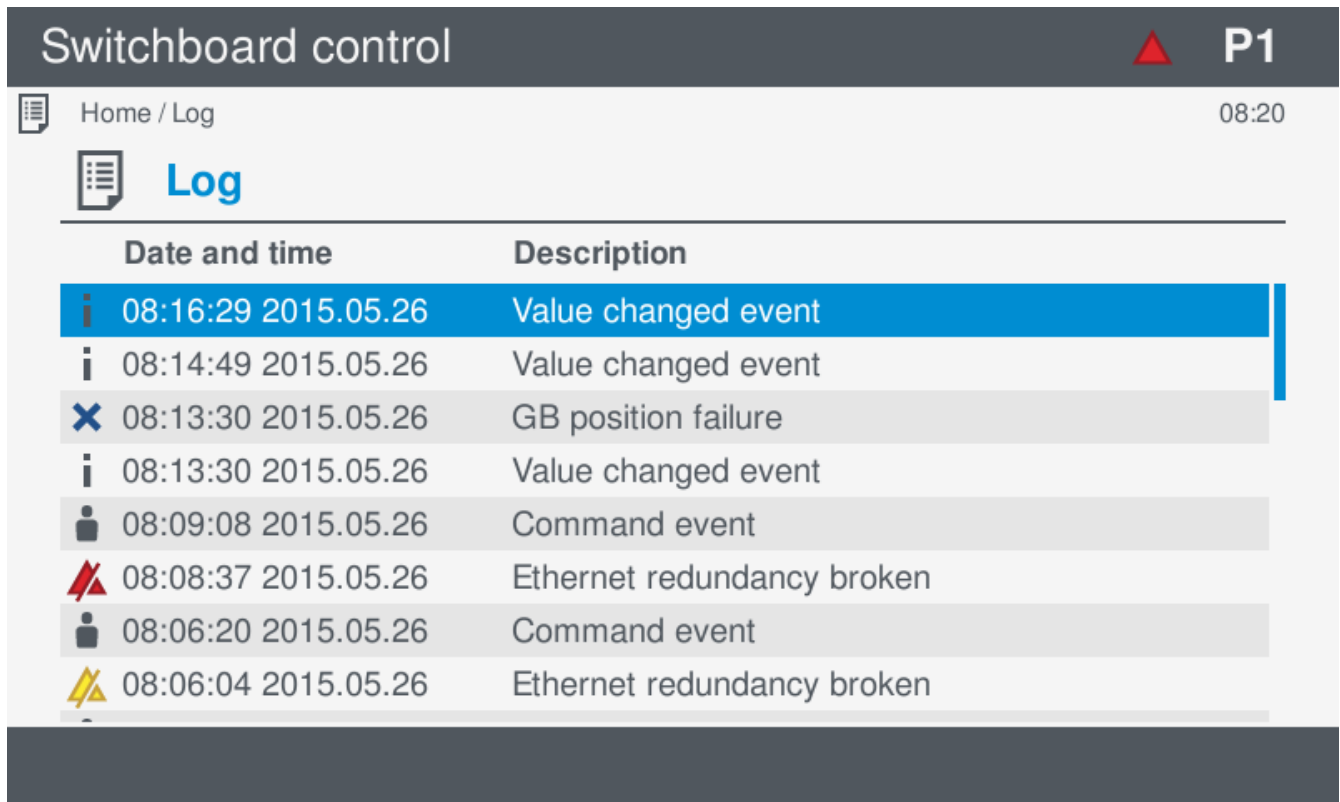 Switchboard control P1
Home / Log 08:20
Log
Date and time Description
08:16:29 2015.05.26 Value changed event
08:14:49 2015.05.26 Value changed event
08:13:30 2015.05.26 GB position failure
08:13:30 2015.05.26 Value changed event
08:09:08 2015.05.26 Command event
08:08:37 2015.05.26 Ethernet redundancy broken
08:06:20 2015.05.26 Command event
08:06:04 2015.05.26 Ethernet redundancy broken